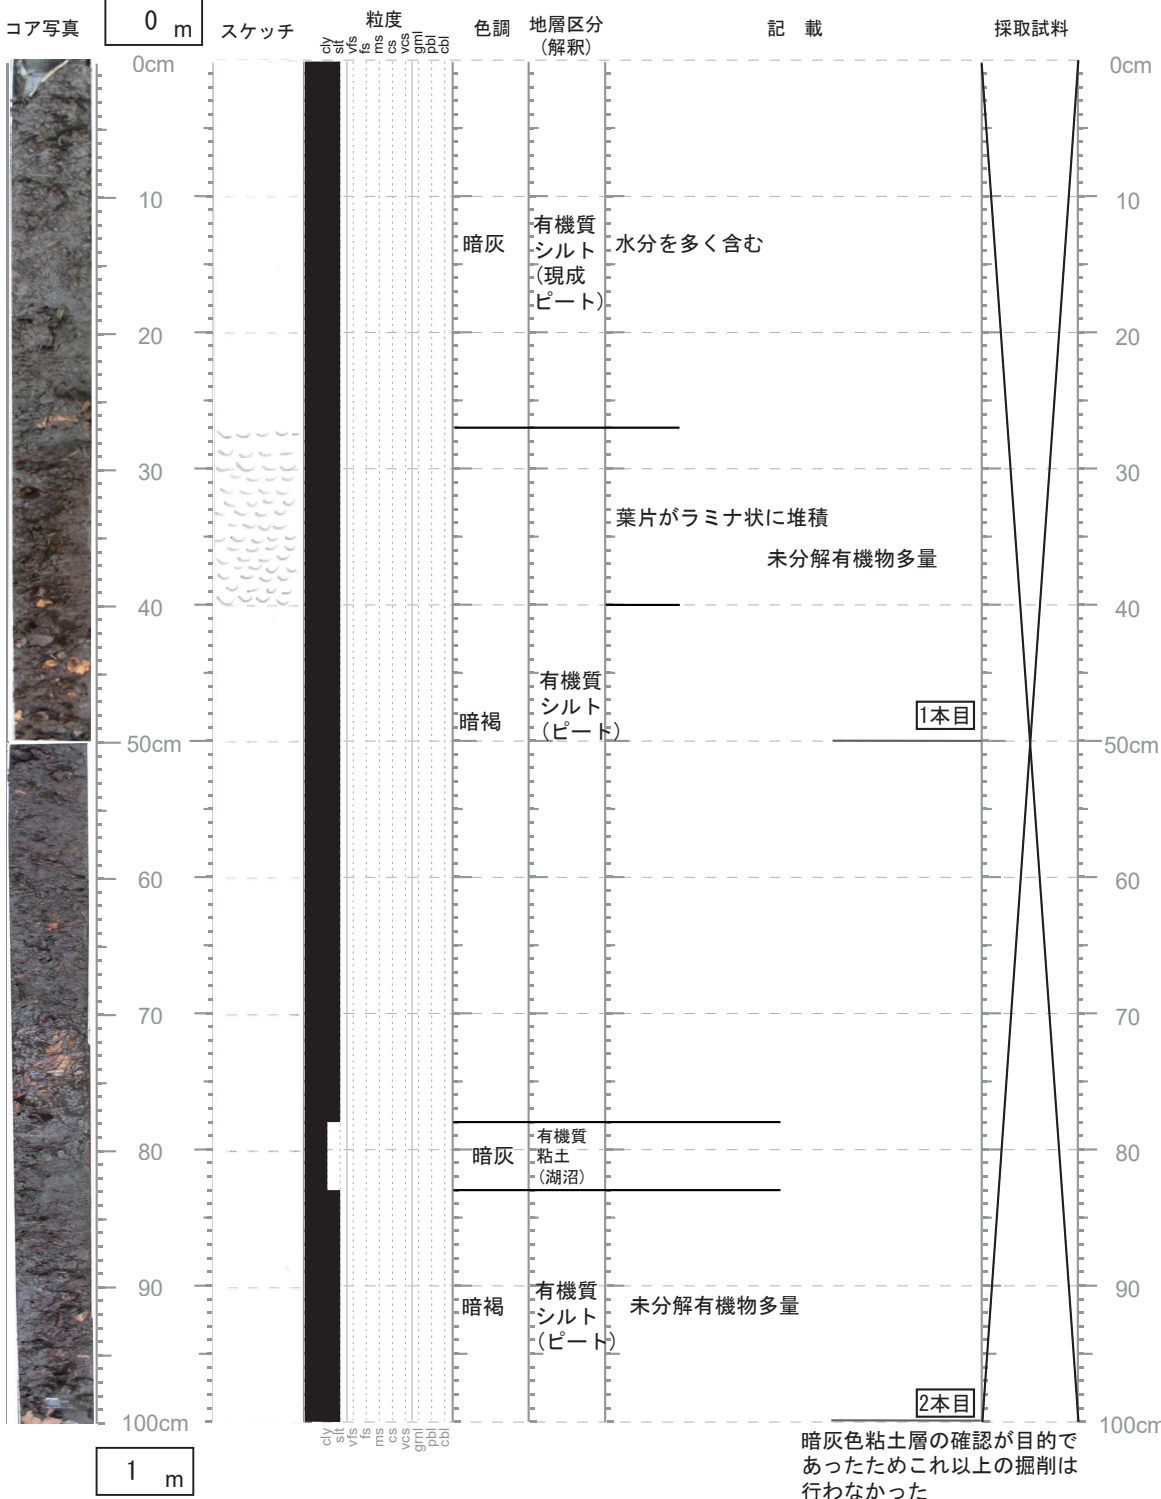 コア写真
0 m
スケッチ
粒度
cly slt vfs fs ms cs vcs grnl pbl cbl
色調
地層区分
(解釈)
記 載
採取試料
0cm
0cm
10
10
暗灰
有機質
シルト
(現成
ピート)
水分を多く含む
20
20
30
30
葉片がラミナ状に堆積
未分解有機物多量
40
40
暗褐
有機質
シルト
(ピート)
1本目
50cm
50cm
60
60
70
70
80
80
暗灰
有機質
粘土
(湖沼)
90
90
暗褐
有機質
シルト
(ピート)
未分解有機物多量
2本目
100cm
100cm
cly slt vfs fs ms cs vcs grnl pbl cbl
暗灰色粘土層の確認が目的で
あったためこれ以上の掘削は
行わなかった
1 m